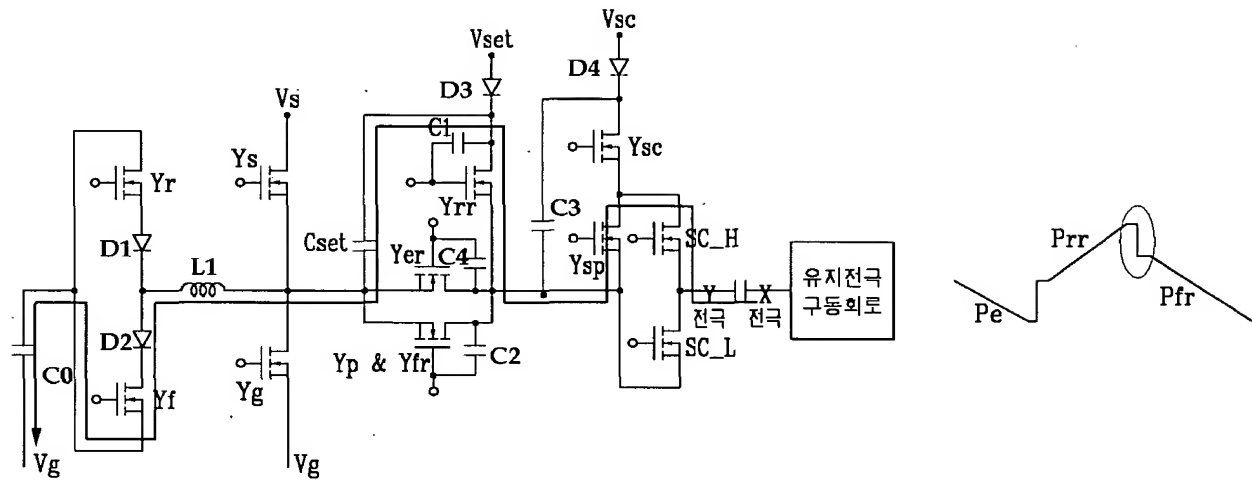 Vsc
Vset
D4
D3
Vs
C1
Ysc
Ys
Yr
Yrr
C3
D1
Cset
Yer
C4
Ysp
SC_H
L1
Y
X
전극
전극
유지전극
구동회로
D2
C0
Yf
Yg
Yp & Yfr
C2
SC_L
Vg
Vg
Prr
Pe
Pfr